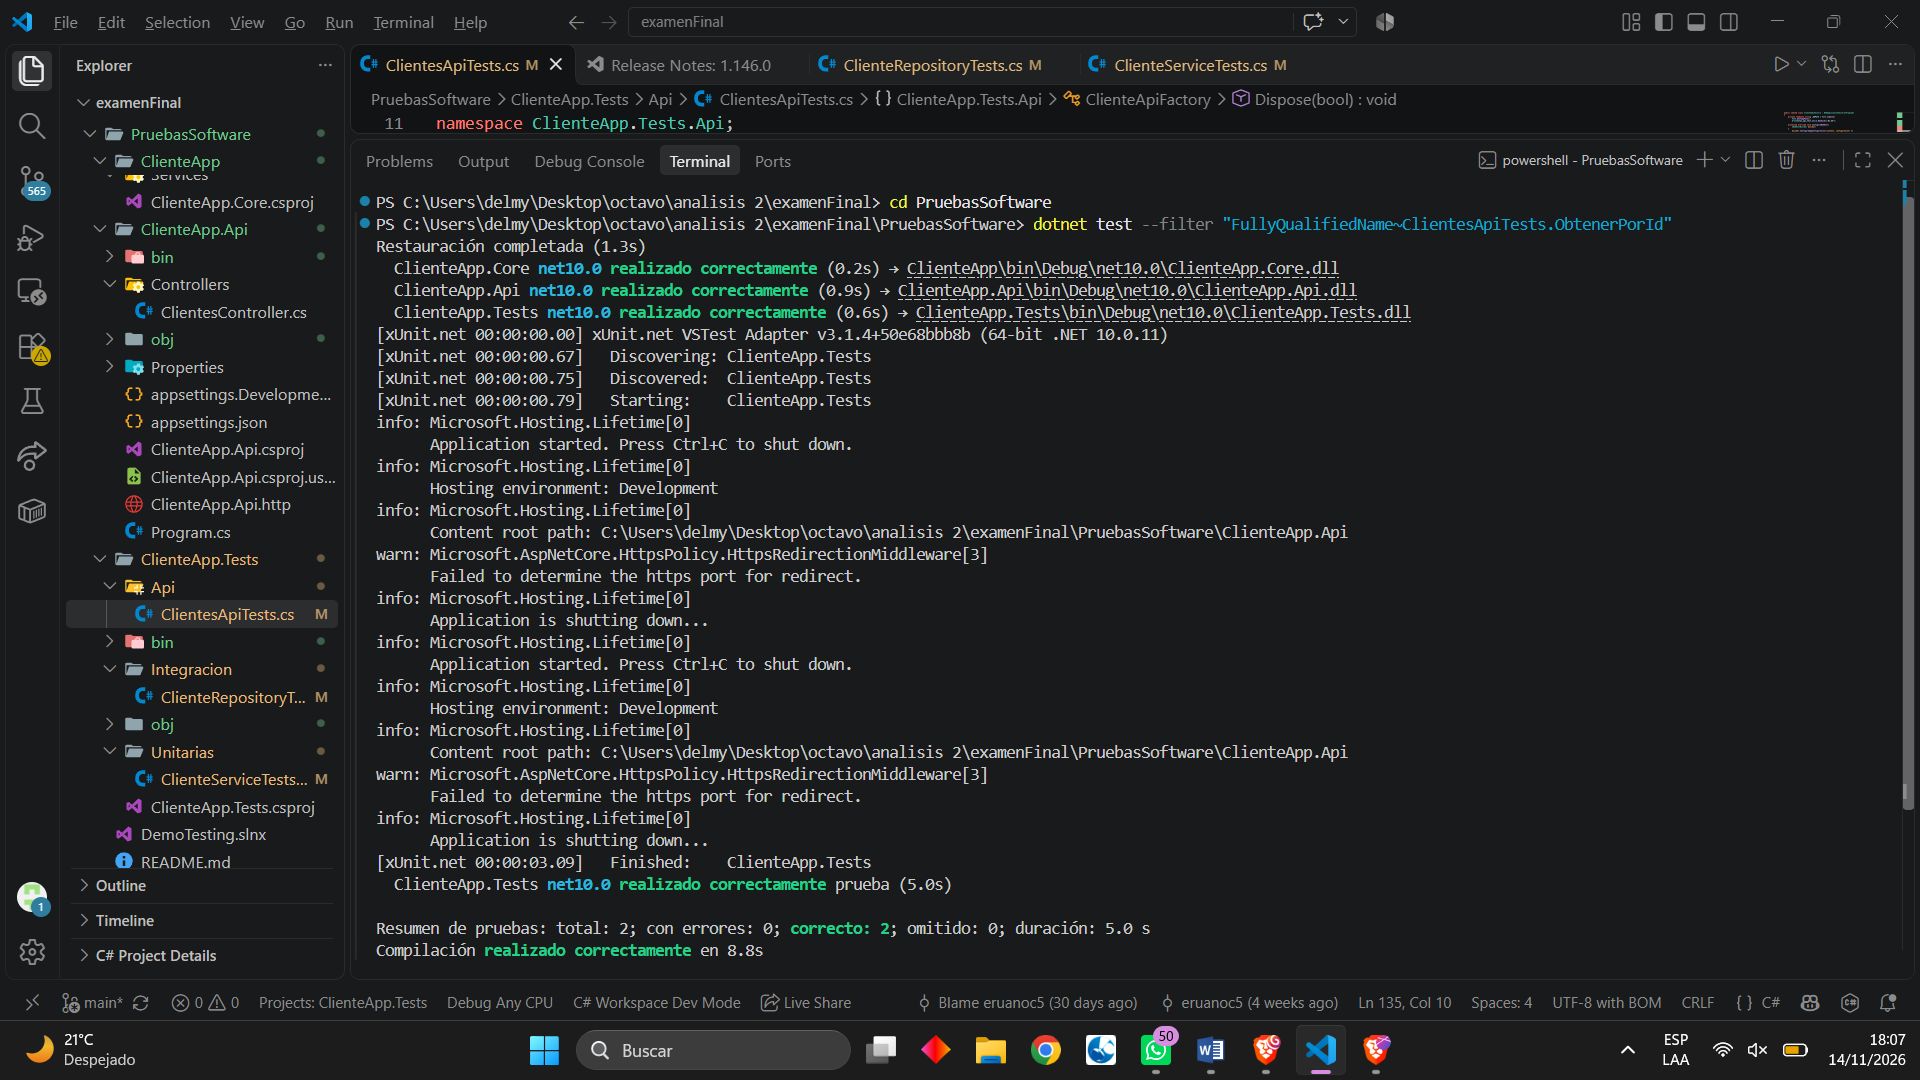 File Edit Selection View Go Run Terminal Help
examenFinal
Explorer
examenFinal
PruebasSoftware
ClienteApp
Services
ClienteApp.Core.csproj
ClienteApp.Api
bin
Controllers
ClientesController.cs
obj
Properties
appsettings.Developme...
appsettings.json
ClienteApp.Api.csproj
ClienteApp.Api.csproj.us...
ClienteApp.Api.http
Program.cs
ClienteApp.Tests
Api
ClientesApiTests.cs M
bin
Integracion
ClienteRepositoryT... M
obj
Unitarias
ClienteServiceTests... M
ClienteApp.Tests.csproj
DemoTesting.slnx
README.md
Outline
Timeline
C# Project Details
565
1
ClientesApiTests.cs M
Release Notes: 1.146.0
ClienteRepositoryTests.cs M
ClienteServiceTests.cs M
PruebasSoftware > ClienteApp.Tests > Api > ClientesApiTests.cs > {} ClienteApp.Tests.Api > ClienteApiFactory > Dispose(bool) : void
11 namespace ClienteApp.Tests.Api;
Problems Output Debug Console Terminal Ports
powershell - PruebasSoftware
PS C:\Users\delmy\Desktop\octavo\analisis 2\examenFinal> cd PruebasSoftware
PS C:\Users\delmy\Desktop\octavo\analisis 2\examenFinal\PruebasSoftware> dotnet test --filter "FullyQualifiedName~ClientesApiTests.ObtenerPorId"
Restauración completada (1.3s)
ClienteApp.Core net10.0 realizado correctamente (0.2s) → ClienteApp\bin\Debug\net10.0\ClienteApp.Core.dll
ClienteApp.Api net10.0 realizado correctamente (0.9s) → ClienteApp.Api\bin\Debug\net10.0\ClienteApp.Api.dll
ClienteApp.Tests net10.0 realizado correctamente (0.6s) → ClienteApp.Tests\bin\Debug\net10.0\ClienteApp.Tests.dll
[xUnit.net 00:00:00.00] xUnit.net VSTest Adapter v3.1.4+50e68bbb8b (64-bit .NET 10.0.11)
[xUnit.net 00:00:00.67] Discovering: ClienteApp.Tests
[xUnit.net 00:00:00.75] Discovered: ClienteApp.Tests
[xUnit.net 00:00:00.79] Starting: ClienteApp.Tests
info: Microsoft.Hosting.Lifetime[0]
Application started. Press Ctrl+C to shut down.
info: Microsoft.Hosting.Lifetime[0]
Hosting environment: Development
info: Microsoft.Hosting.Lifetime[0]
Content root path: C:\Users\delmy\Desktop\octavo\analisis 2\examenFinal\PruebasSoftware\ClienteApp.Api
warn: Microsoft.AspNetCore.HttpsPolicy.HttpsRedirectionMiddleware[3]
Failed to determine the https port for redirect.
info: Microsoft.Hosting.Lifetime[0]
Application is shutting down...
info: Microsoft.Hosting.Lifetime[0]
Application started. Press Ctrl+C to shut down.
info: Microsoft.Hosting.Lifetime[0]
Hosting environment: Development
info: Microsoft.Hosting.Lifetime[0]
Content root path: C:\Users\delmy\Desktop\octavo\analisis 2\examenFinal\PruebasSoftware\ClienteApp.Api
warn: Microsoft.AspNetCore.HttpsPolicy.HttpsRedirectionMiddleware[3]
Failed to determine the https port for redirect.
info: Microsoft.Hosting.Lifetime[0]
Application is shutting down...
[xUnit.net 00:00:03.09] Finished: ClienteApp.Tests
ClienteApp.Tests net10.0 realizado correctamente prueba (5.0s)
Resumen de pruebas: total: 2; con errores: 0; correcto: 2; omitido: 0; duración: 5.0 s
Compilación realizado correctamente en 8.8s
main* 0 0 Projects: ClienteApp.Tests Debug Any CPU C# Workspace Dev Mode Live Share Blame eruanoc5 (30 days ago) eruanoc5 (4 weeks ago) Ln 135, Col 10 Spaces: 4 UTF-8 with BOM CRLF {} C#
21°C
Despejado
Buscar
50
ESP
LAA
18:07
14/11/2026